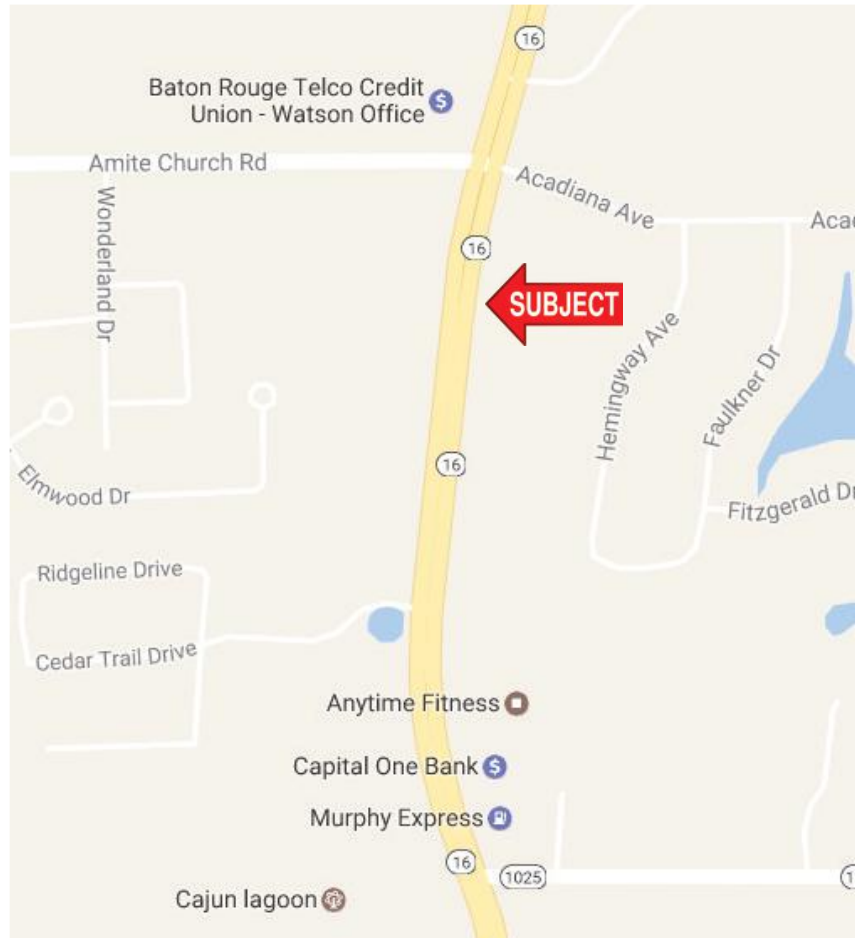 16
Baton Rouge Telco Credit
Union - Watson Office
Amite Church Rd
Acadiana Ave
Acad
Wonderland Dr
16
SUBJECT
Hemingway Ave
Faulkner Dr
16
Elmwood Dr
Fitzgerald Dr
Ridgeline Drive
Cedar Trail Drive
Anytime Fitness
Capital One Bank
Murphy Express
16
1025
Cajun lagoon